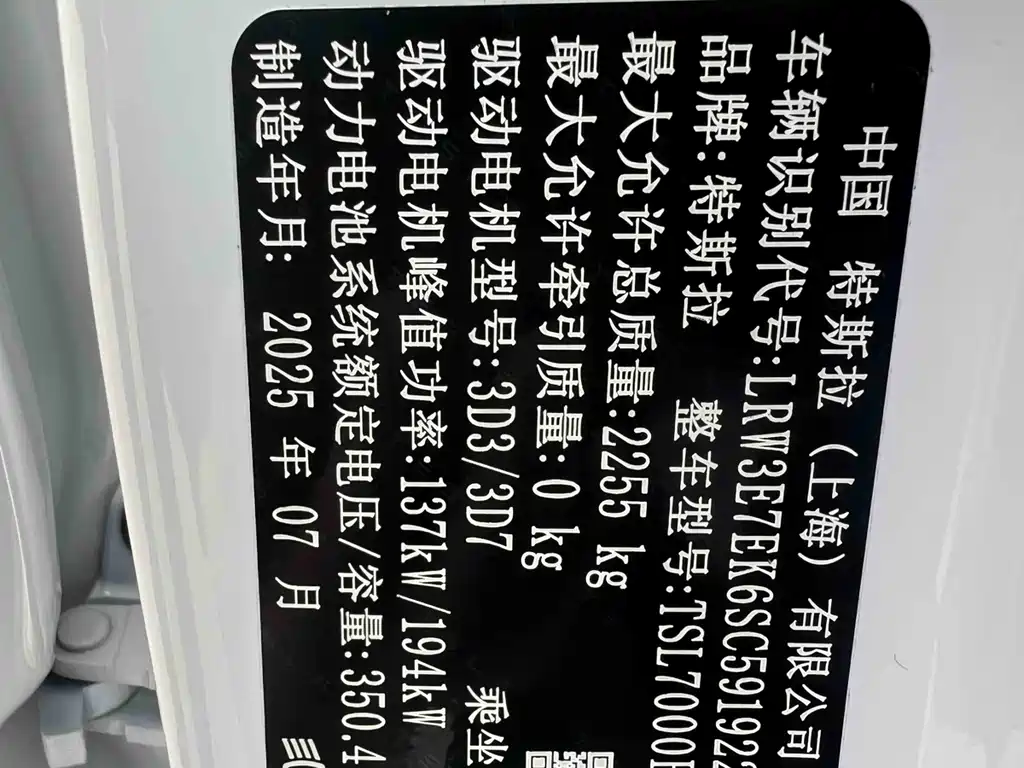 中国 特斯拉（上海）有限公司
车辆识别代号:LRW3E7EK6SC59192
品牌:特斯拉 整车型号:TSL7000
最大允许总质量:2255 kg
最大允许牵引质量:0 kg
驱动电机型号:3D3/3D7 乘坐
驱动电机峰值功率:137kW/194kW
动力电池系统额定电压/容量:350.4
制造年月: 2025 年 07 月